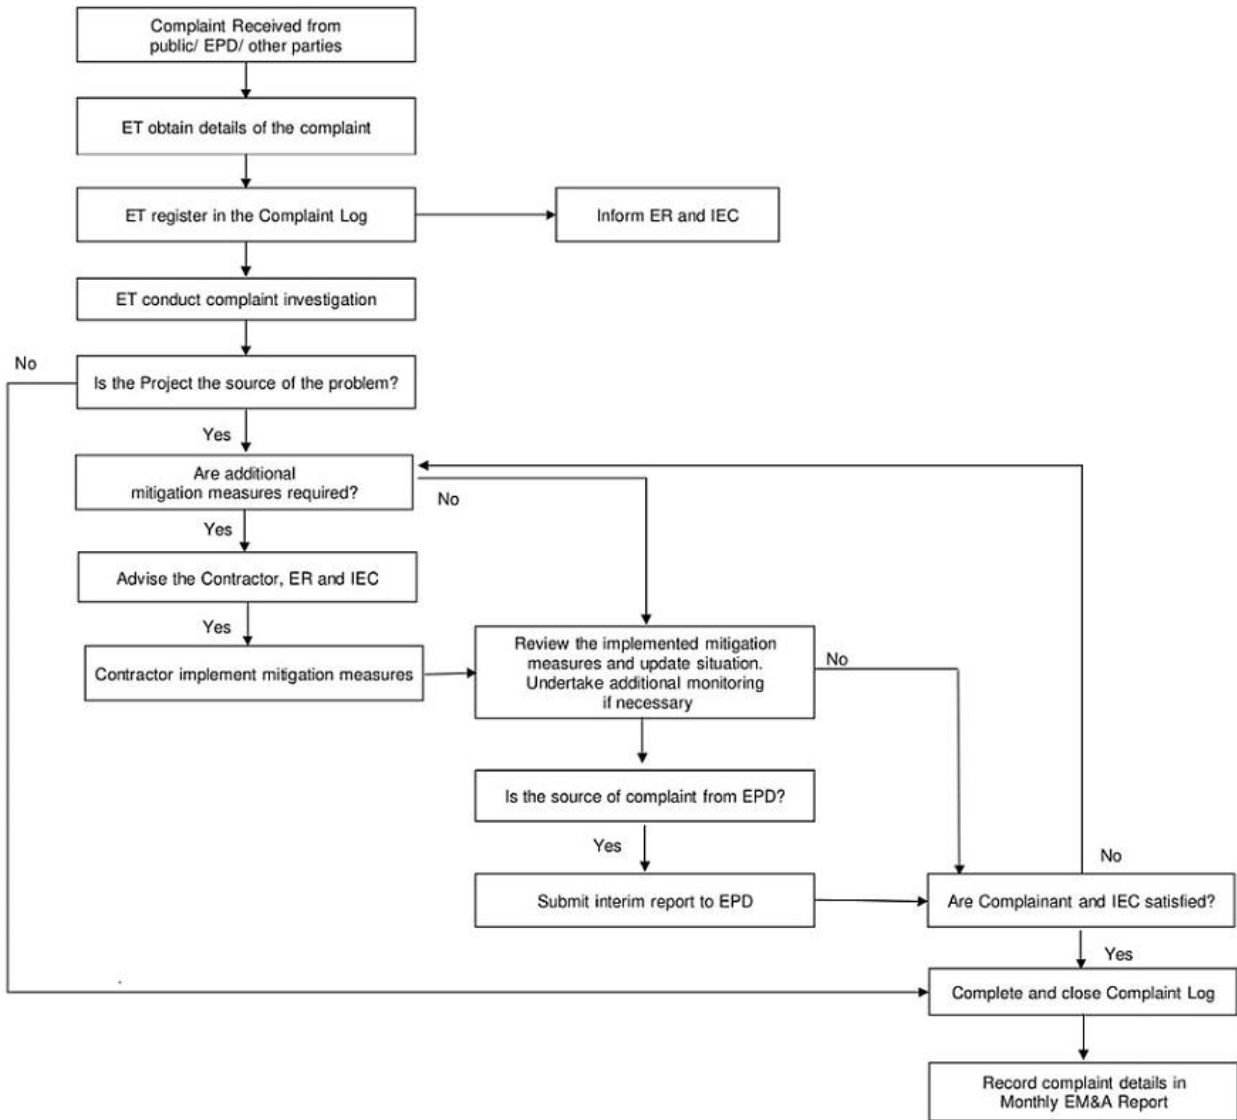 Complaint Received from
public/ EPD/ other parties
ET obtain details of the complaint
ET register in the Complaint Log
Inform ER and IEC
ET conduct complaint investigation
No
Is the Project the source of the problem?
Yes
Are additional
mitigation measures required?
No
Yes
Advise the Contractor, ER and IEC
Yes
Contractor implement mitigation measures
Review the implemented mitigation
measures and update situation.
Undertake additional monitoring
if necessary
No
Is the source of complaint from EPD?
Yes
No
Submit interim report to EPD
Are Complainant and IEC satisfied?
Yes
Complete and close Complaint Log
Record complaint details in
Monthly EM&A Report